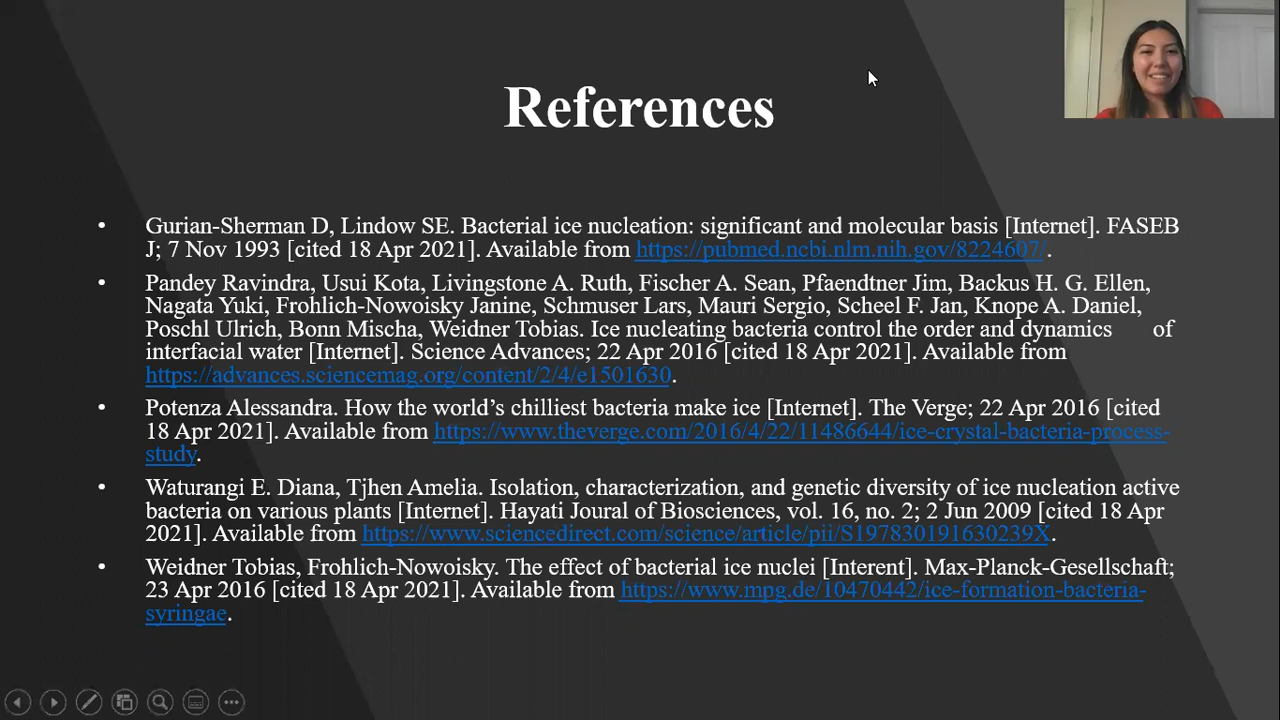 References
• Gurian-Sherman D, Lindow SE. Bacterial ice nucleation: significant and molecular basis [Internet]. FASEB
J; 7 Nov 1993 [cited 18 Apr 2021]. Available from https://pubmed.ncbi.nlm.nih.gov/8224607/.
• Pandey Ravindra, Usui Kota, Livingstone A. Ruth, Fischer A. Sean, Pfaendtner Jim, Backus H. G. Ellen,
Nagata Yuki, Frohlich-Nowoisky Janine, Schmuser Lars, Mauri Sergio, Scheel F. Jan, Knope A. Daniel,
Poschl Ulrich, Bonn Mischa, Weidner Tobias. Ice nucleating bacteria control the order and dynamics of
interfacial water [Internet]. Science Advances; 22 Apr 2016 [cited 18 Apr 2021]. Available from
https://advances.sciencemag.org/content/2/4/e1501630.
• Potenza Alessandra. How the world’s chilliest bacteria make ice [Internet]. The Verge; 22 Apr 2016 [cited
18 Apr 2021]. Available from https://www.theverge.com/2016/4/22/11486644/ice-crystal-bacteria-process-
study.
• Waturangi E. Diana, Tjhen Amelia. Isolation, characterization, and genetic diversity of ice nucleation active
bacteria on various plants [Internet]. Hayati Joural of Biosciences, vol. 16, no. 2; 2 Jun 2009 [cited 18 Apr
2021]. Available from https://www.sciencedirect.com/science/article/pii/S197830191630239X.
• Weidner Tobias, Frohlich-Nowoisky. The effect of bacterial ice nuclei [Interent]. Max-Planck-Gesellschaft;
23 Apr 2016 [cited 18 Apr 2021]. Available from https://www.mpg.de/10470442/ice-formation-bacteria-
syringae.